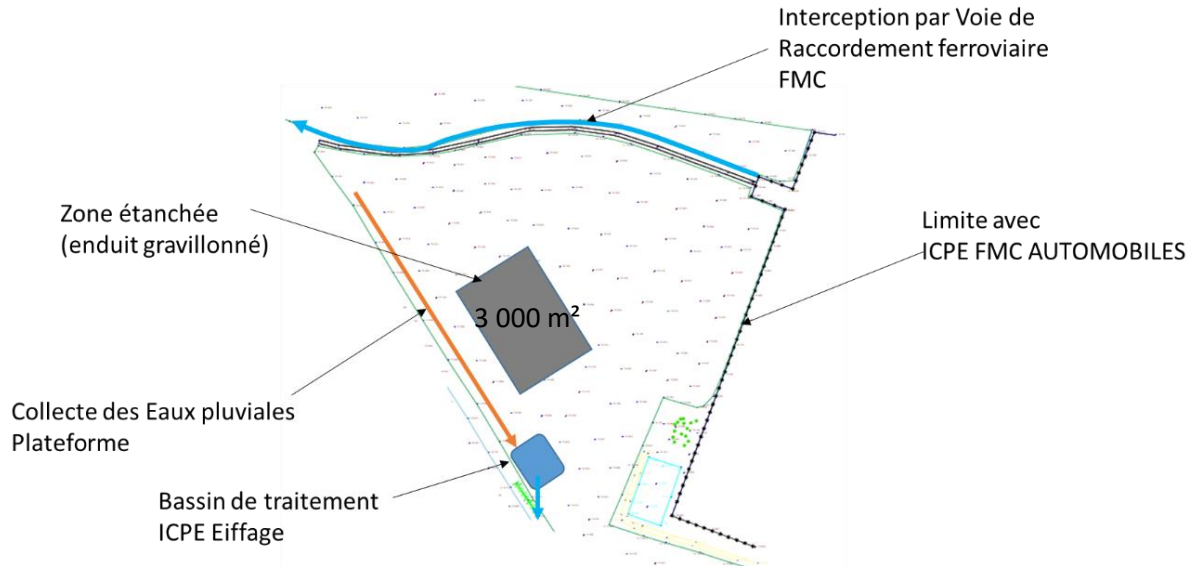 Interception par Voie de
Raccordement ferroviaire
FMC
Zone étanchée
(enduit gravillonné)
Limite avec
ICPE FMC AUTOMOBILES
3 000 m²
Collecte des Eaux pluviales
Plateforme
Bassin de traitement
ICPE Eiffage